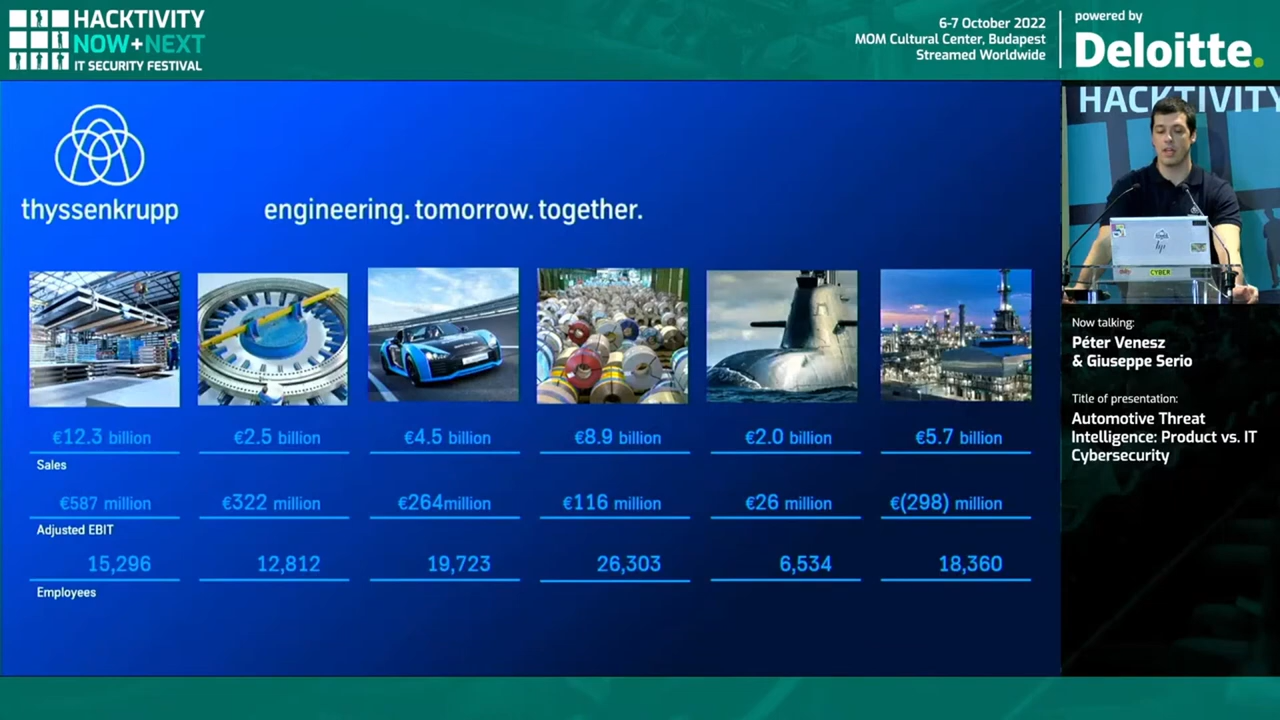 HACKTIVITY
NOW+NEXT
IT SECURITY FESTIVAL
6-7 October 2022
MOM Cultural Center, Budapest
Streamed Worldwide
powered by
Deloitte.
thyssenkrupp
engineering. tomorrow. together.
€12.3 billion €2.5 billion €4.5 billion €8.9 billion €2.0 billion €5.7 billion
Sales
€587 million €322 million €264million €116 million €26 million €(298) million
Adjusted EBIT
15,296 12,812 19,723 26,303 6,534 18,360
Employees
HACKTIVITY
hp
CYBER
Now talking:
Péter Venesz
& Giuseppe Serio
Title of presentation:
Automotive Threat
Intelligence: Product vs. IT
Cybersecurity